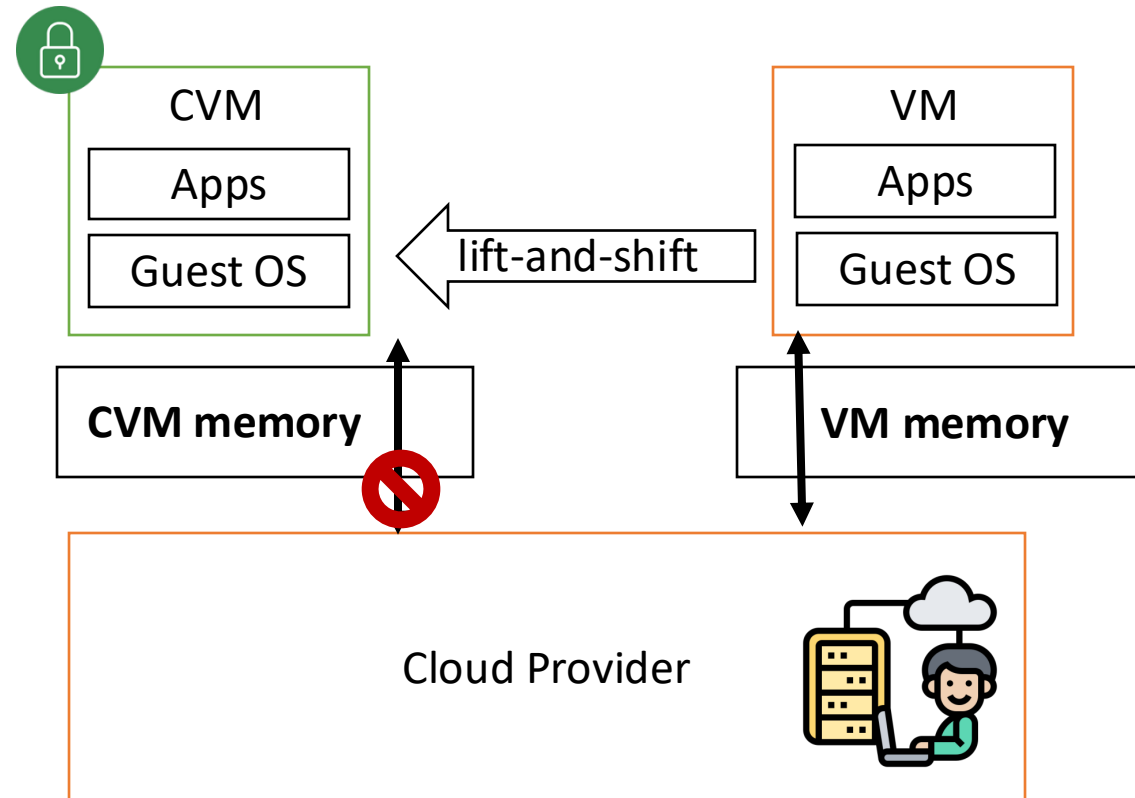 CVM
Apps
Guest OS
lift-and-shift
VM
Apps
Guest OS
CVM memory
VM memory
Cloud Provider